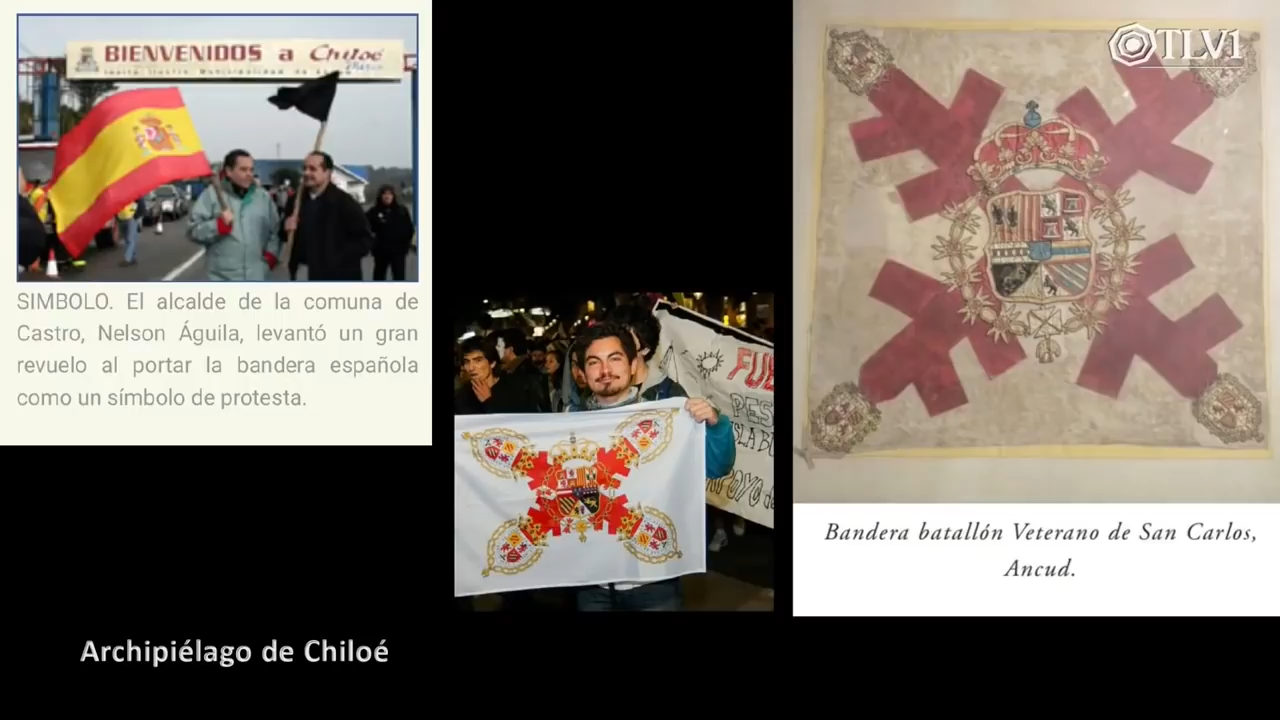 BIENVENIDOS a Chiloé
SIMBOLO. El alcalde de la comuna de
Castro, Nelson Águila, levantó un gran
revuelo al portar la bandera española
como un símbolo de protesta.
TLV1
Bandera batallón Veterano de San Carlos,
Ancud.
Archipiélago de Chiloé